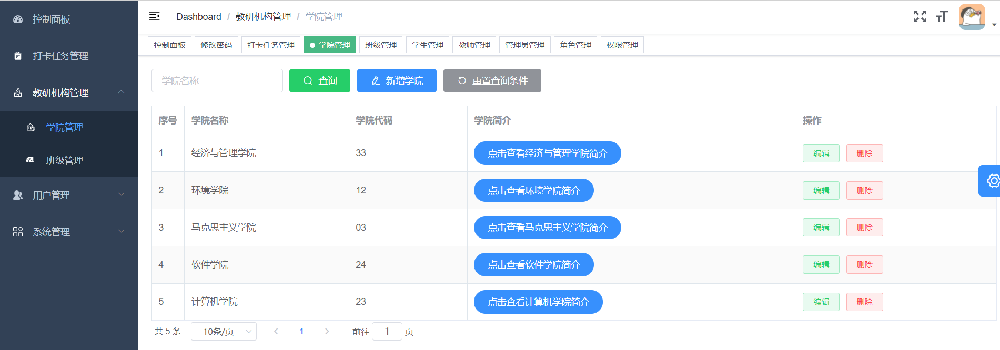 控制面板
打卡任务管理
教研机构管理
学院管理
班级管理
用户管理
系统管理
Dashboard / 教研机构管理 / 学院管理
控制面板 修改密码 打卡任务管理 学院管理 班级管理 学生管理 教师管理 管理员管理 角色管理 权限管理
学院名称 查询 新增学院 重置查询条件
序号 学院名称 学院代码 学院简介 操作
1 经济与管理学院 33 点击查看经济与管理学院简介 编辑 删除
2 环境学院 12 点击查看环境学院简介 编辑 删除
3 马克思主义学院 03 点击查看马克思主义学院简介 编辑 删除
4 软件学院 24 点击查看软件学院简介 编辑 删除
5 计算机学院 23 点击查看计算机学院简介 编辑 删除
共 5 条 10条/页 1 前往 1 页